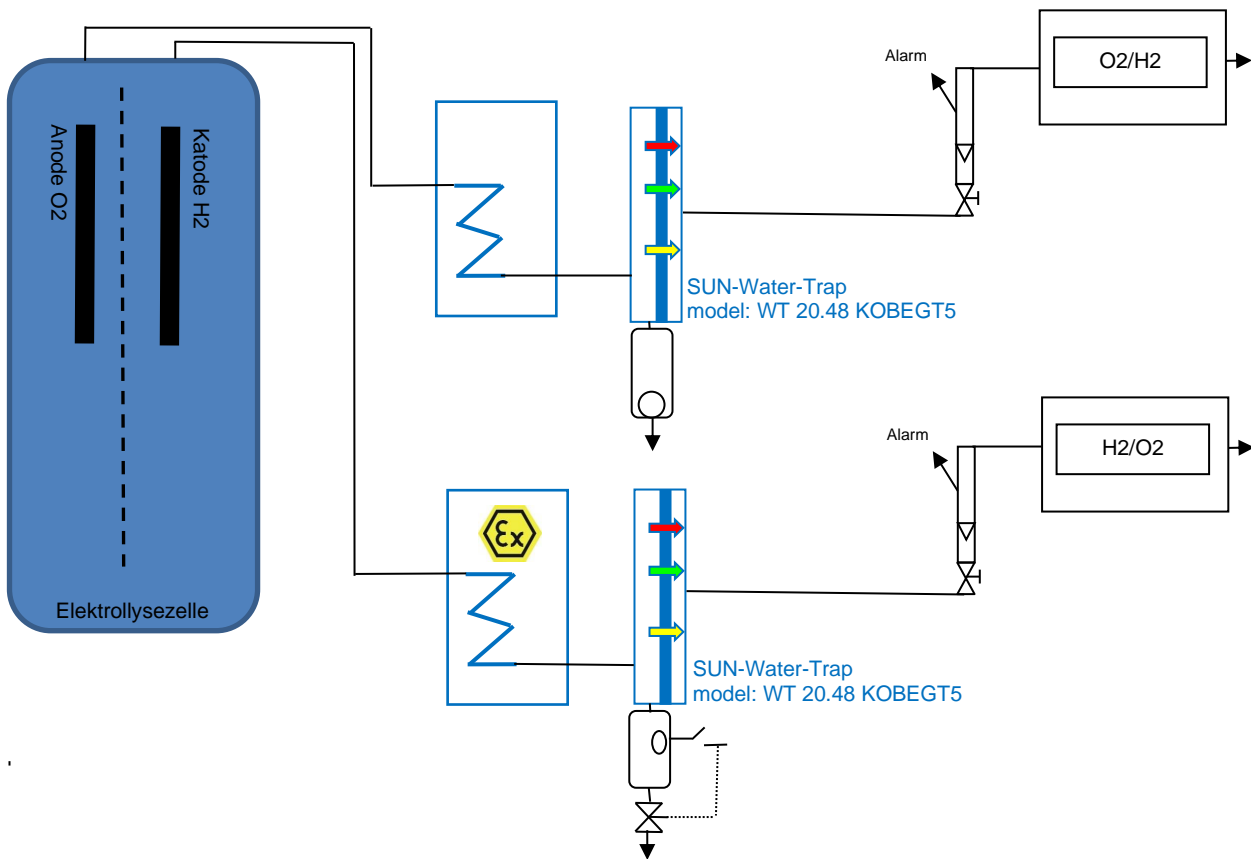 Anode O2
Katode H2
Elektrollysezelle
SUN-Water-Trap
model: WT 20.48 KOBEGT5
Alarm
O2/H2
εx
SUN-Water-Trap
model: WT 20.48 KOBEGT5
Alarm
H2/O2